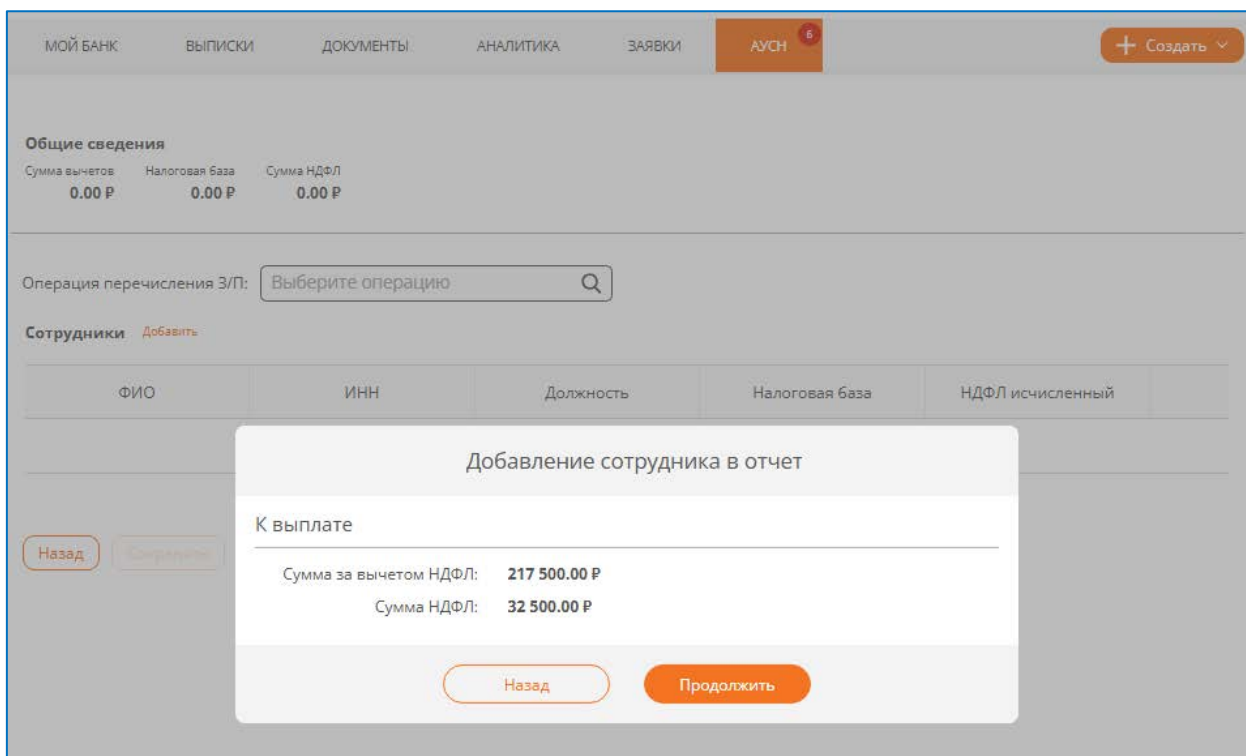 МОЙ БАНК ВЫПИСКИ ДОКУМЕНТЫ АНАЛИТИКА ЗАЯВКИ АУСН 6 + Создать
Общие сведения
Сумма вычетов Налоговая база Сумма НДФЛ
0.00 ₽ 0.00 ₽ 0.00 ₽
Операция перечисления З/П: Выберите операцию
Сотрудники Добавить
ФИО ИНН Должность Налоговая база НДФЛ исчисленный
Добавление сотрудника в отчет
К выплате
Сумма за вычетом НДФЛ: 217 500.00 ₽
Сумма НДФЛ: 32 500.00 ₽
Назад Сохранить
Назад Продолжить